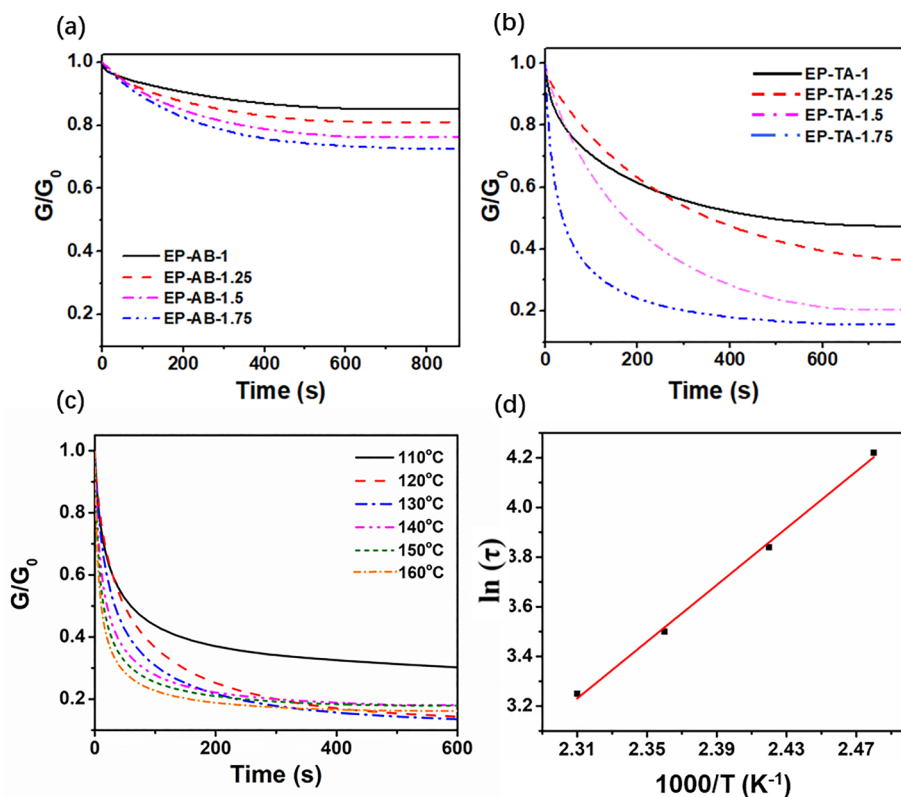 (a)
1.0
0.8
0.6
0.4
0.2
G/G₀
EP-AB-1
EP-AB-1.25
EP-AB-1.5
EP-AB-1.75
0 200 400 600 800
Time (s)
(b)
1.0
0.8
0.6
0.4
0.2
G/G₀
EP-TA-1
EP-TA-1.25
EP-TA-1.5
EP-TA-1.75
0 200 400 600
Time (s)
(c)
1.0
0.8
0.6
0.4
0.2
G/G₀
110°C
120°C
130°C
140°C
150°C
160°C
0 200 400 600
Time (s)
(d)
4.2
3.9
3.6
3.3
3.2
ln (τ)
2.31 2.36 2.39 2.43 2.47
1000/T (K⁻¹)